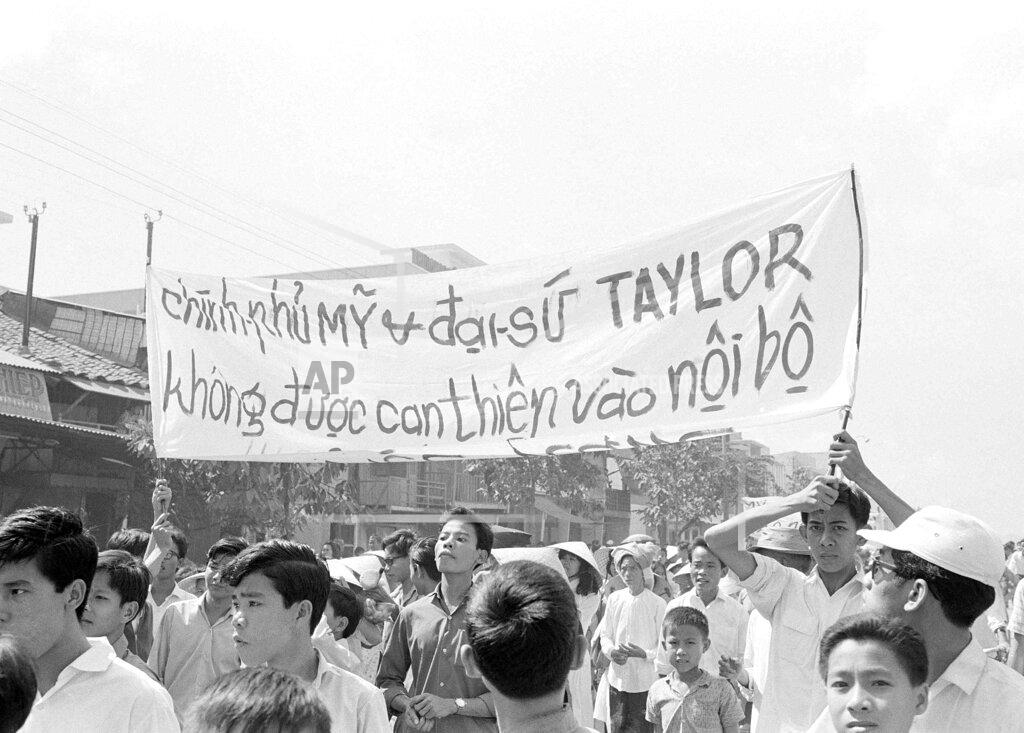 chính-phủ MỸ & đại-sứ TAYLOR
không được can thiệp vào nội bộ
AP